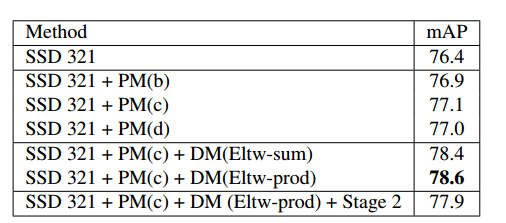 Method mAP
SSD 321 76.4
SSD 321 + PM(b) 76.9
SSD 321 + PM(c) 77.1
SSD 321 + PM(d) 77.0
SSD 321 + PM(c) + DM(Eltw-sum) 78.4
SSD 321 + PM(c) + DM(Eltw-prod) 78.6
SSD 321 + PM(c) + DM (Eltw-prod) + Stage 2 77.9